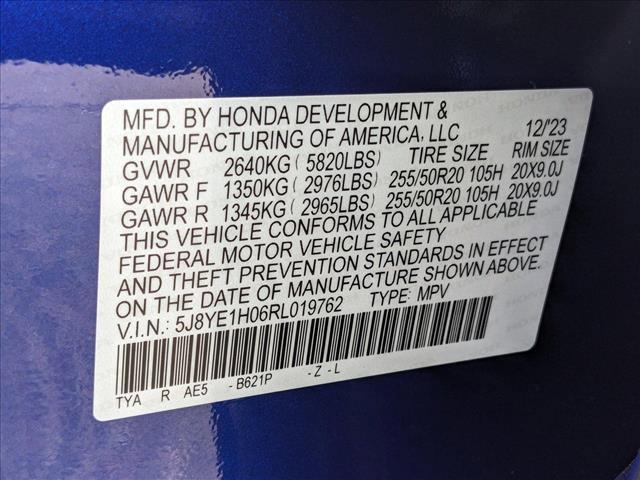 MFD. BY HONDA DEVELOPMENT &
MANUFACTURING OF AMERICA, LLC 12/'23
GVWR 2640KG ( 5820LBS) TIRE SIZE RIM SIZE
GAWR F 1350KG ( 2976LBS) 255/50R20 105H 20X9.0J
GAWR R 1345KG ( 2965LBS) 255/50R20 105H 20X9.0J
THIS VEHICLE CONFORMS TO ALL APPLICABLE
FEDERAL MOTOR VEHICLE SAFETY
AND THEFT PREVENTION STANDARDS IN EFFECT
ON THE DATE OF MANUFACTURE SHOWN ABOVE.
V.I.N.: 5J8YE1H06RL019762 TYPE: MPV
TYA R AE5 - B621P - Z - L